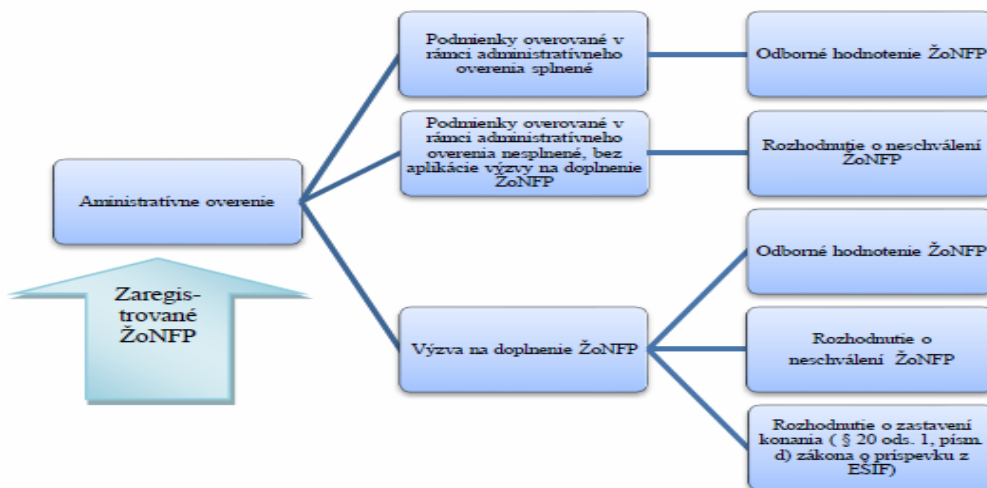 Podmienky overované v
rámci administratívneho
overenia splnené
Odborné hodnotenie ŽoNFP
Podmienky overované v
rámci administratívneho
overenia nesplnené, bez
aplikácie výzvy na doplnenie
ŽoNFP
Rozhodnutie o neschválení
ŽoNFP
Aministratívne overenie
Zaregis-
trované
ŽoNFP
Výzva na doplnenie ŽoNFP
Odborné hodnotenie ŽoNFP
Rozhodnutie o
neschválení ŽoNFP
Rozhodnutie o zastavení
konania ( § 20 ods. 1, písm.
d) zákona o príspevku z
EŠIF)